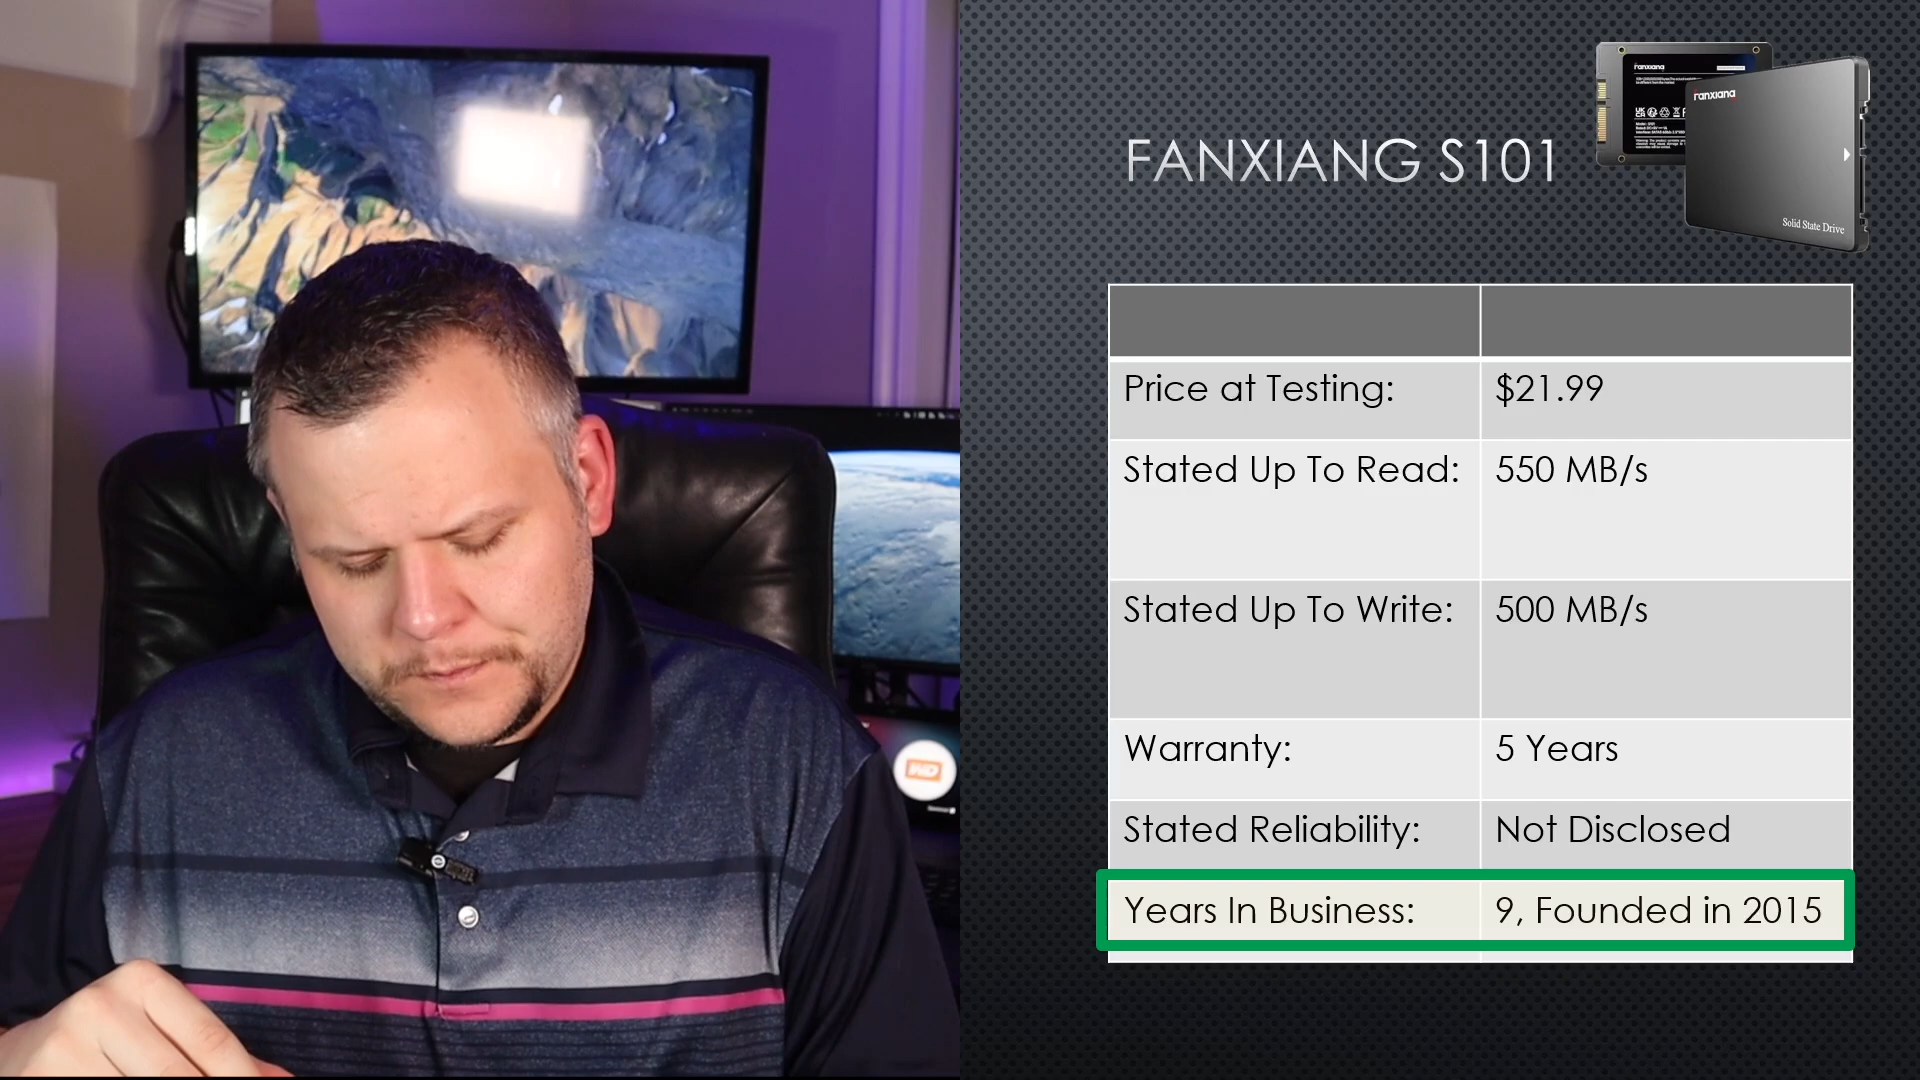 FANXIANG S101
fanxiang
fanxiang
Solid State Drive
Price at Testing: $21.99
Stated Up To Read: 550 MB/s
Stated Up To Write: 500 MB/s
Warranty: 5 Years
Stated Reliability: Not Disclosed
Years In Business: 9, Founded in 2015
WD